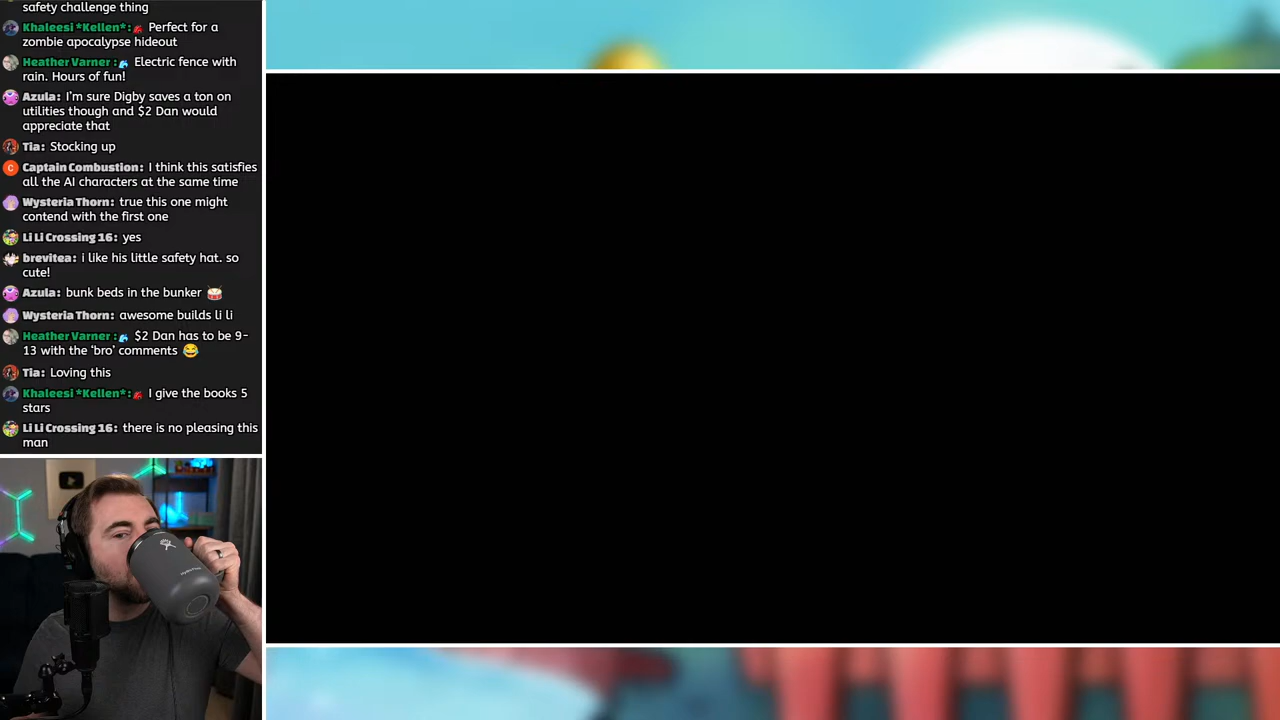 safety challenge thing
Khaleesi *Kellen*: Perfect for a
zombie apocalypse hideout
Heather Varner : Electric fence with
rain. Hours of fun!
Azula: I'm sure Digby saves a ton on
utilities though and $2 Dan would
appreciate that
Tia: Stocking up
Captain Combustion: I think this satisfies
all the AI characters at the same time
Wysteria Thorn: true this one might
contend with the first one
Li Li Crossing 16: yes
brevitea: i like his little safety hat. so
cute!
Azula: bunk beds in the bunker 🥁
Wysteria Thorn: awesome builds li li
Heather Varner : $2 Dan has to be 9-
13 with the ‘bro’ comments 😂
Tia: Loving this
Khaleesi *Kellen*: I give the books 5
stars
Li Li Crossing 16: there is no pleasing this
man